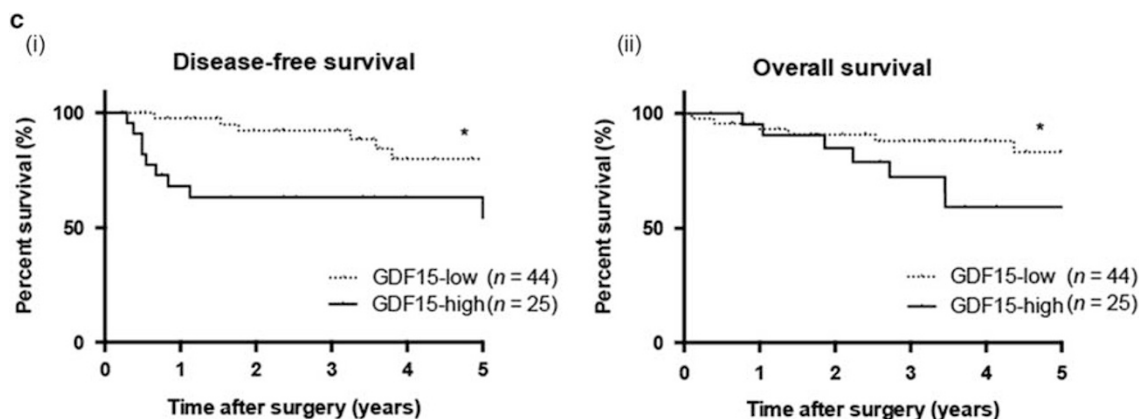 c
(i)
Disease-free survival
Percent survival (%)
100
50
0
*
GDF15-low (n = 44)
GDF15-high (n = 25)
0 1 2 3 4 5
Time after surgery (years)
(ii)
Overall survival
Percent survival (%)
100
50
0
*
GDF15-low (n = 44)
GDF15-high (n = 25)
0 1 2 3 4 5
Time after surgery (years)